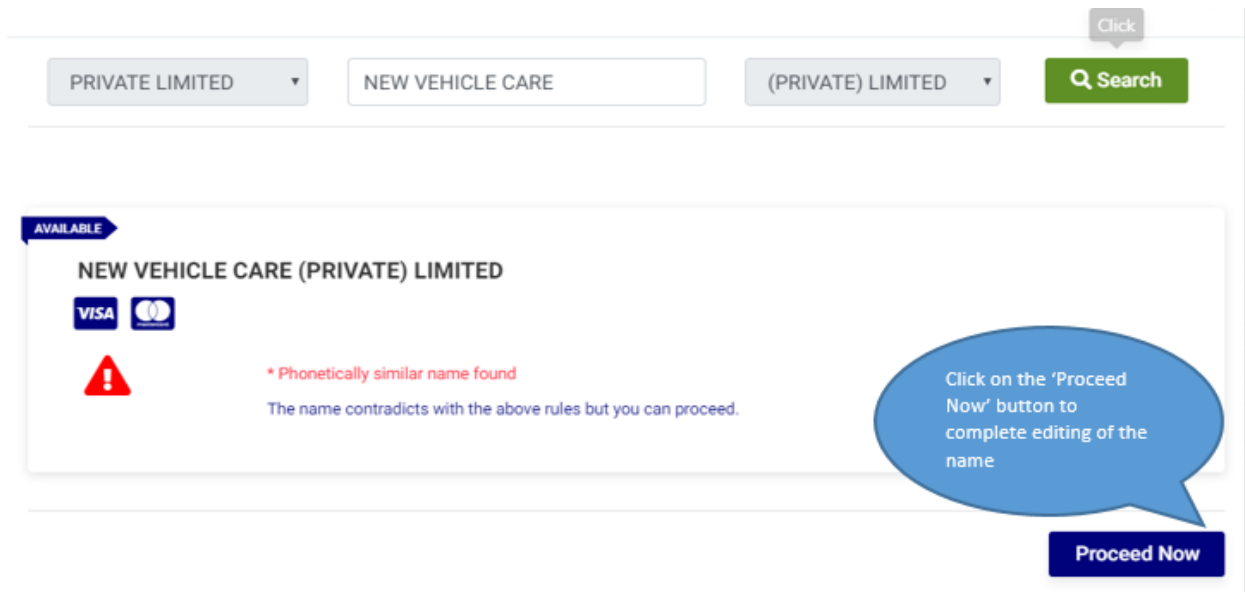 Click
PRIVATE LIMITED
NEW VEHICLE CARE
(PRIVATE) LIMITED
Search
AVAILABLE
NEW VEHICLE CARE (PRIVATE) LIMITED
VISA
mastercard
* Phonetically similar name found
The name contradicts with the above rules but you can proceed.
Click on the ‘Proceed
Now’ button to
complete editing of the
name
Proceed Now